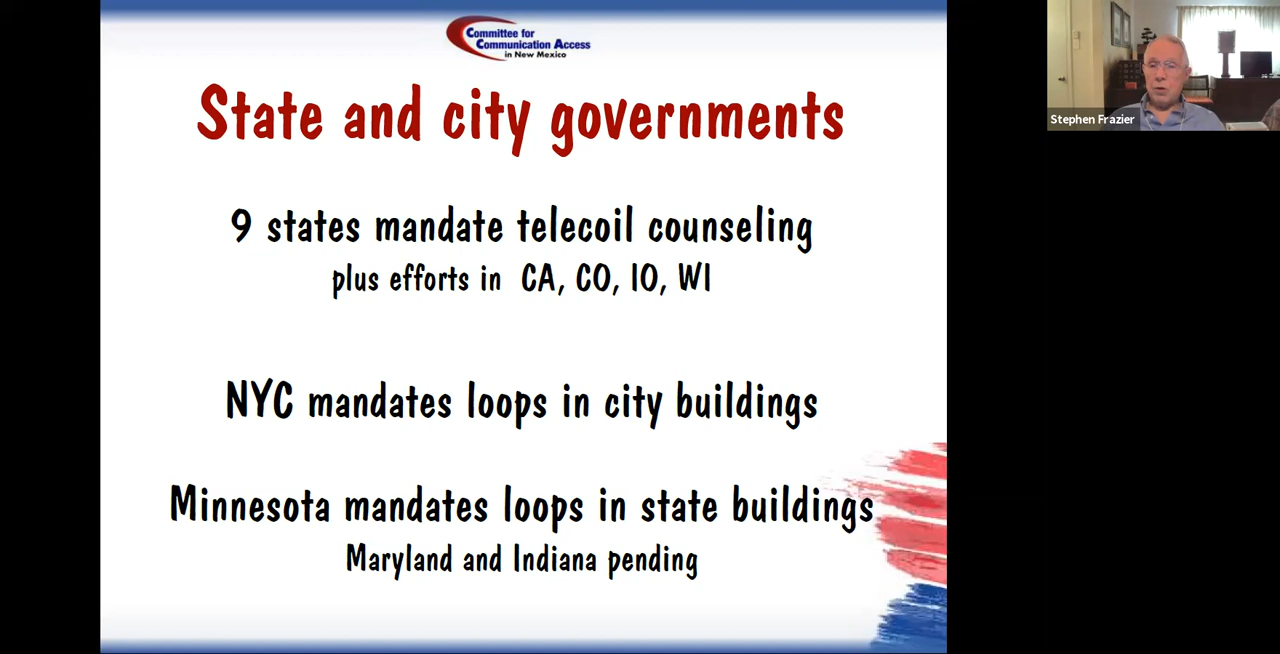 Committee for
Communication Access
in New Mexico
State and city governments
9 states mandate telecoil counseling
plus efforts in CA, CO, IO, WI
NYC mandates loops in city buildings
Minnesota mandates loops in state buildings
Maryland and Indiana pending
Stephen Frazier